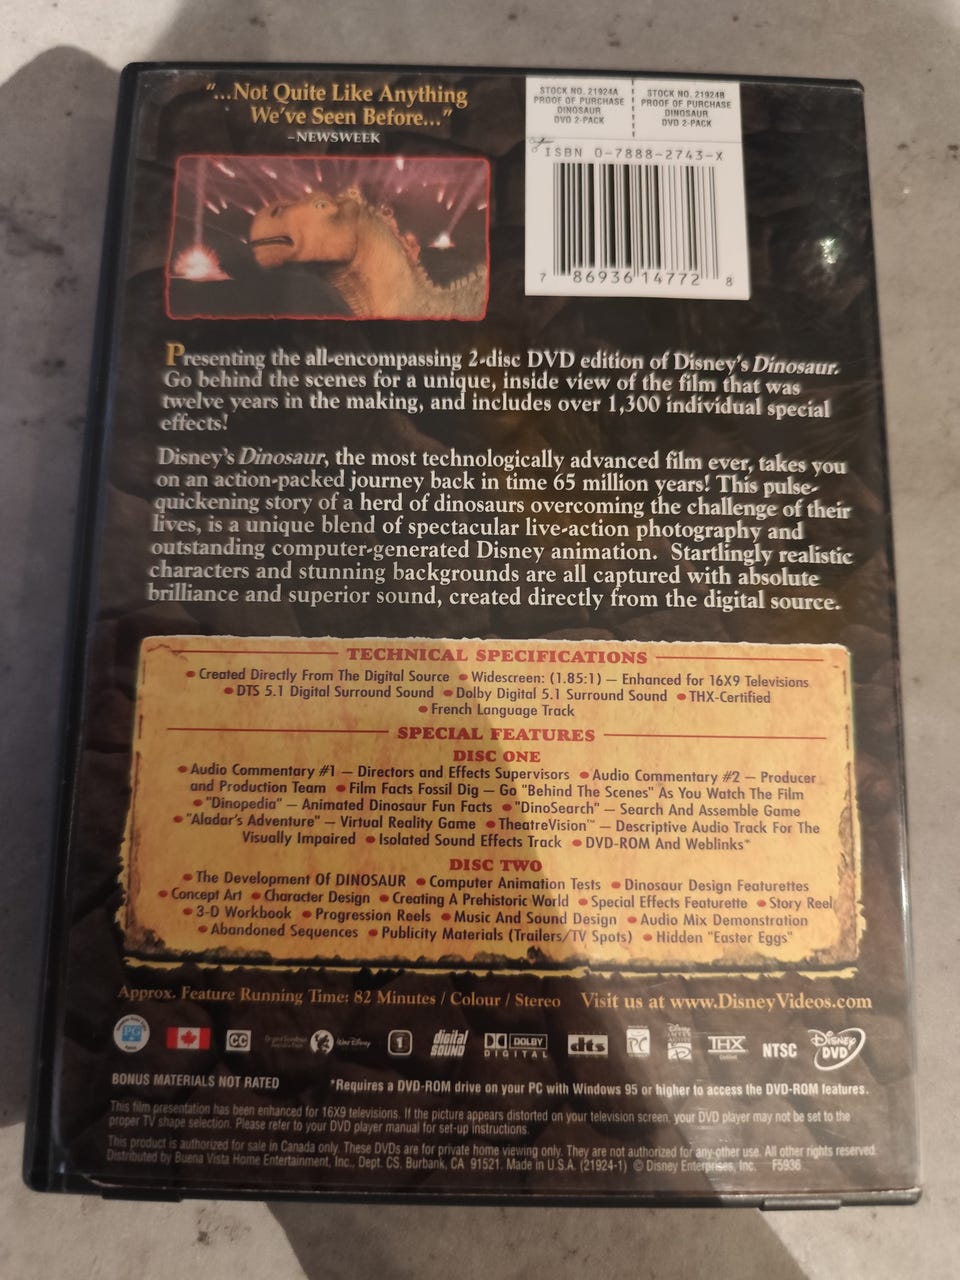 "...Not Quite Like Anything
We've Seen Before..."
–NEWSWEEK
STOCK NO. 21924A
PROOF OF PURCHASE
DINOSAUR
DVD 2-PACK
STOCK NO. 21924B
PROOF OF PURCHASE
DINOSAUR
DVD 2-PACK
ISBN 0-7888-2743-X
7 86936 14772 8
Presenting the all-encompassing 2-disc DVD edition of Disney's Dinosaur.
Go behind the scenes for a unique, inside view of the film that was
twelve years in the making, and includes over 1,300 individual special
effects!
Disney's Dinosaur, the most technologically advanced film ever, takes you
on an action-packed journey back in time 65 million years! This pulse-
quickening story of a herd of dinosaurs overcoming the challenge of their
lives, is a unique blend of spectacular live-action photography and
outstanding computer-generated Disney animation. Startlingly realistic
characters and stunning backgrounds are all captured with absolute
brilliance and superior sound, created directly from the digital source.
TECHNICAL SPECIFICATIONS
• Created Directly From The Digital Source • Widescreen: (1.85:1) — Enhanced for 16X9 Televisions
• DTS 5.1 Digital Surround Sound • Dolby Digital 5.1 Surround Sound • THX-Certified
• French Language Track
SPECIAL FEATURES
DISC ONE
• Audio Commentary #1 — Directors and Effects Supervisors • Audio Commentary #2 — Producer
and Production Team • Film Facts Fossil Dig — Go "Behind The Scenes" As You Watch The Film
• "Dinopedia" — Animated Dinosaur Fun Facts • "DinoSearch" — Search And Assemble Game
• "Aladar's Adventure" — Virtual Reality Game • TheatreVision™ — Descriptive Audio Track For The
Visually Impaired • Isolated Sound Effects Track • DVD-ROM And Weblinks*
DISC TWO
• The Development Of DINOSAUR • Computer Animation Tests • Dinosaur Design Featurettes
• Concept Art • Character Design • Creating A Prehistoric World • Special Effects Featurette • Story Reel
• 3-D Workbook • Progression Reels • Music And Sound Design • Audio Mix Demonstration
• Abandoned Sequences • Publicity Materials (Trailers/TV Spots) • Hidden "Easter Eggs"
Approx. Feature Running Time: 82 Minutes / Colour / Stereo Visit us at www.DisneyVideos.com
PG CC Walt Disney 1 digital SOUND DOLBY DIGITAL dts PC THX NTSC Disney DVD
BONUS MATERIALS NOT RATED *Requires a DVD-ROM drive on your PC with Windows 95 or higher to access the DVD-ROM features.
This film presentation has been enhanced for 16X9 televisions. If the picture appears distorted on your television screen, your DVD player may not be set to the
proper TV shape selection. Please refer to your DVD player manual for set-up instructions.
This product is authorized for sale in Canada only. These DVDs are for private home viewing only. They are not authorized for any other use. All other rights reserved.
Distributed by Buena Vista Home Entertainment, Inc., Dept. CS, Burbank, CA 91521. Made in U.S.A. (21924-1) © Disney Enterprises, Inc. F5936